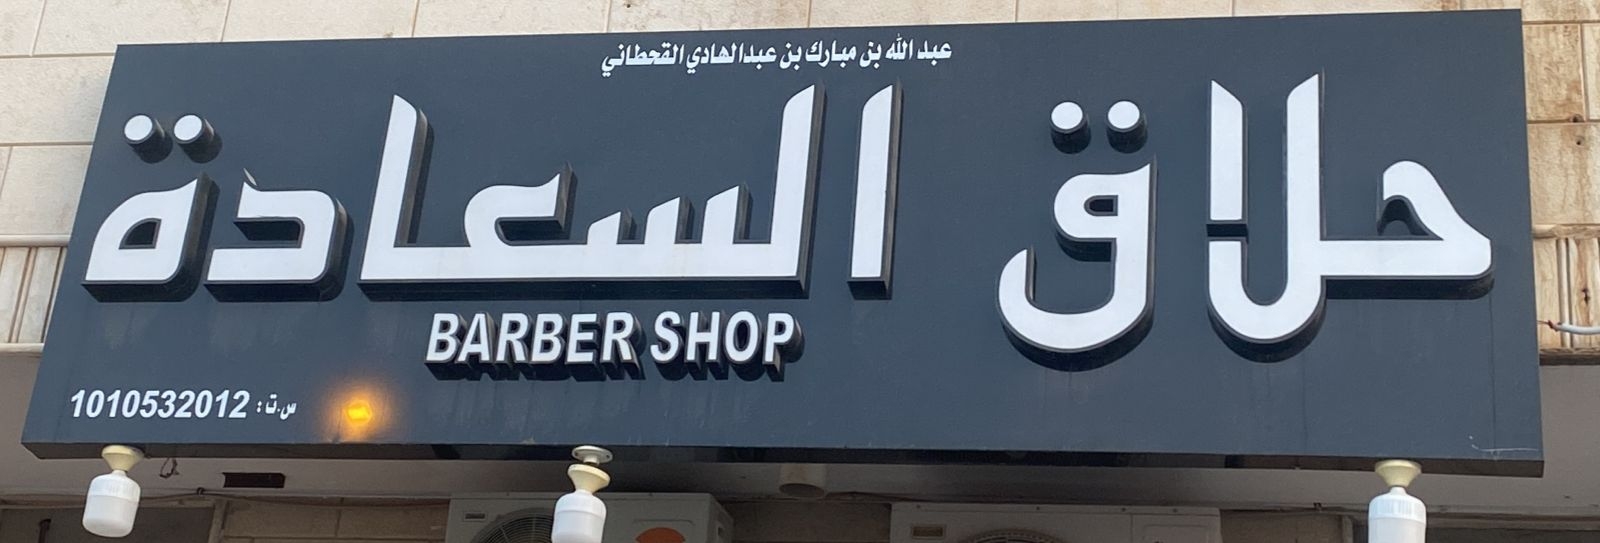 عبد الله بن مبارك بن عبدالهادي القحطاني
حلاق السعادة
BARBER SHOP
س.ت: 1010532012